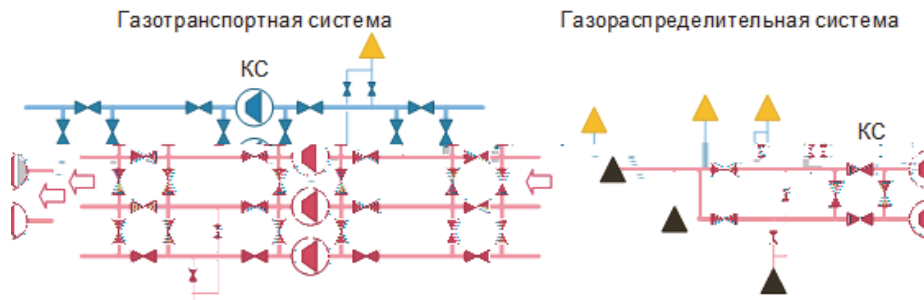 Газотранспортная система
Газораспределительная система
КС
КС